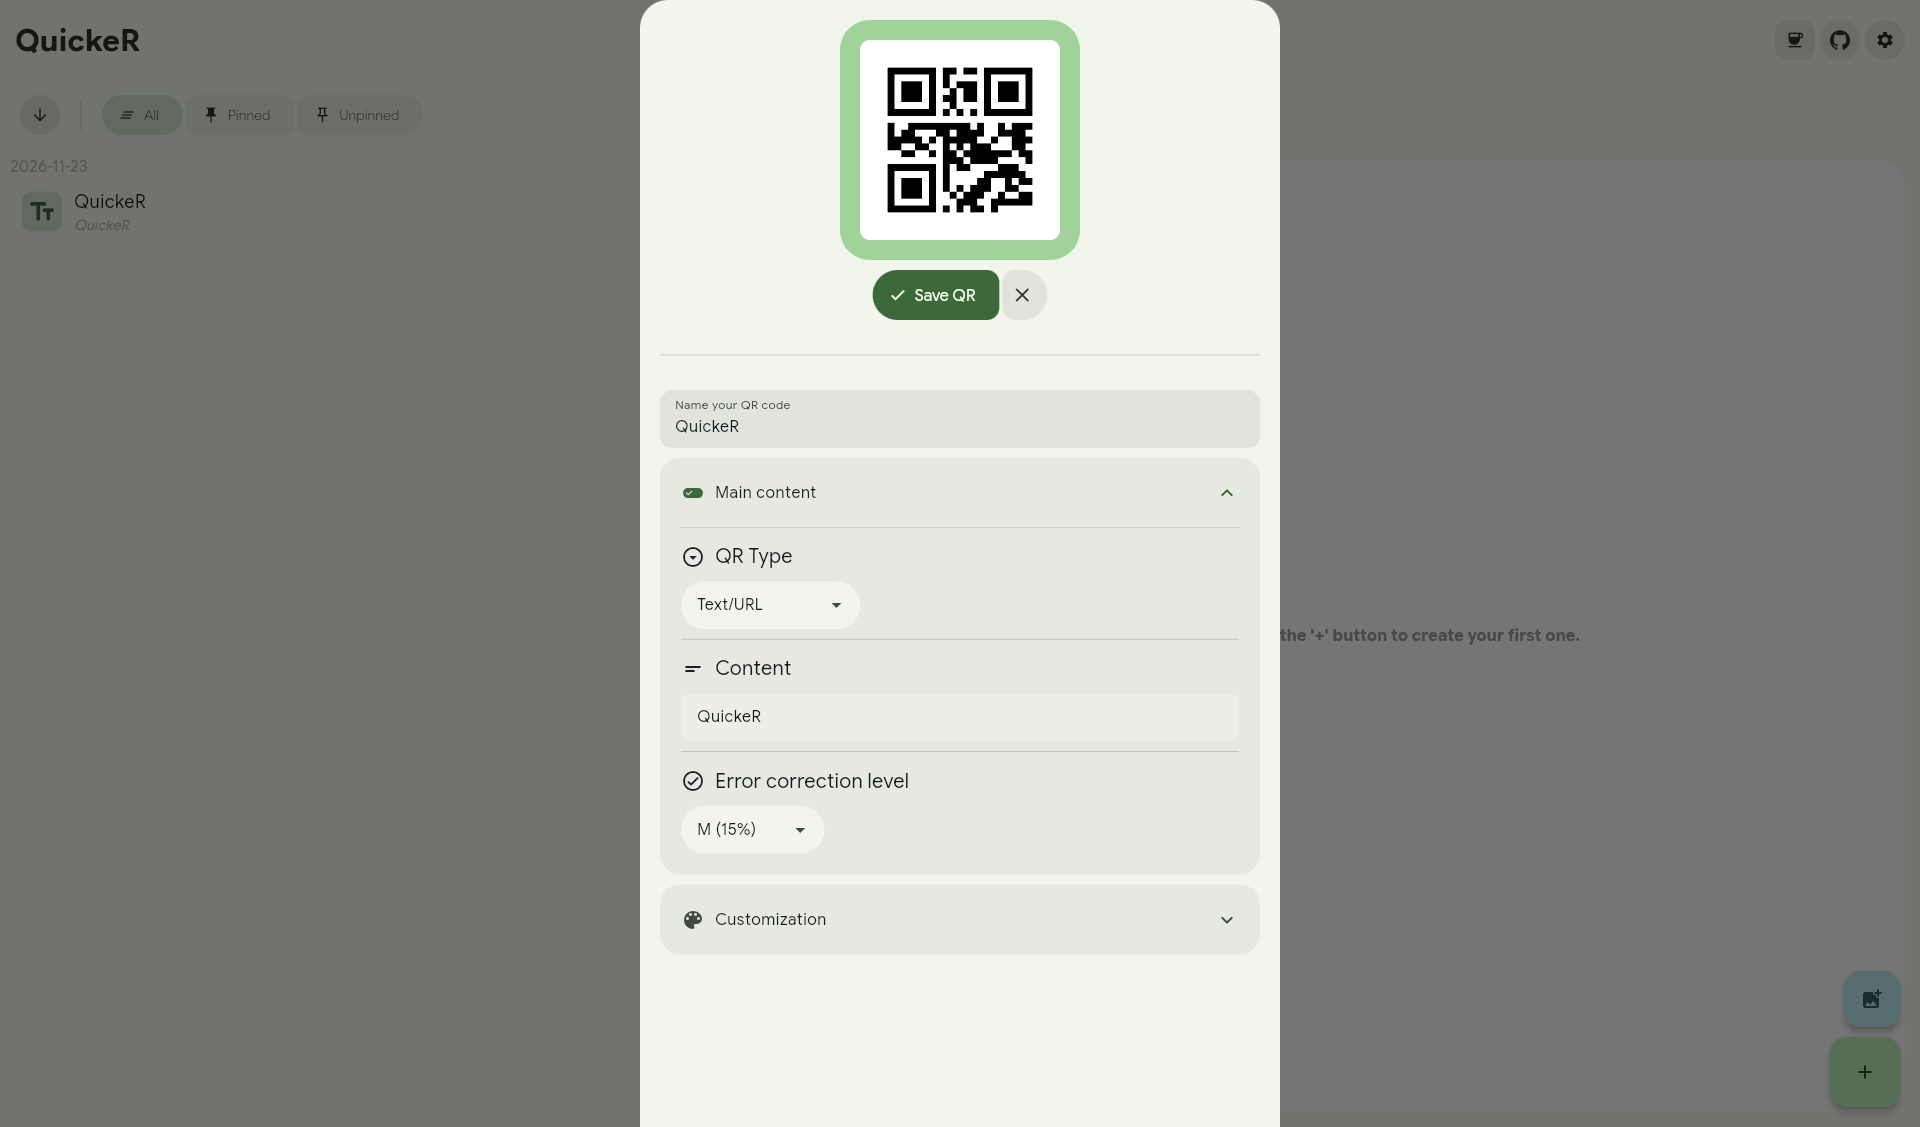 QuickeR
All
Pinned
Unpinned
2026-11-23
QuickeR
QuickeR
Save QR
Name your QR code
QuickeR
Main content
QR Type
Text/URL
Content
QuickeR
Error correction level
M (15%)
Customization
the '+' button to create your first one.